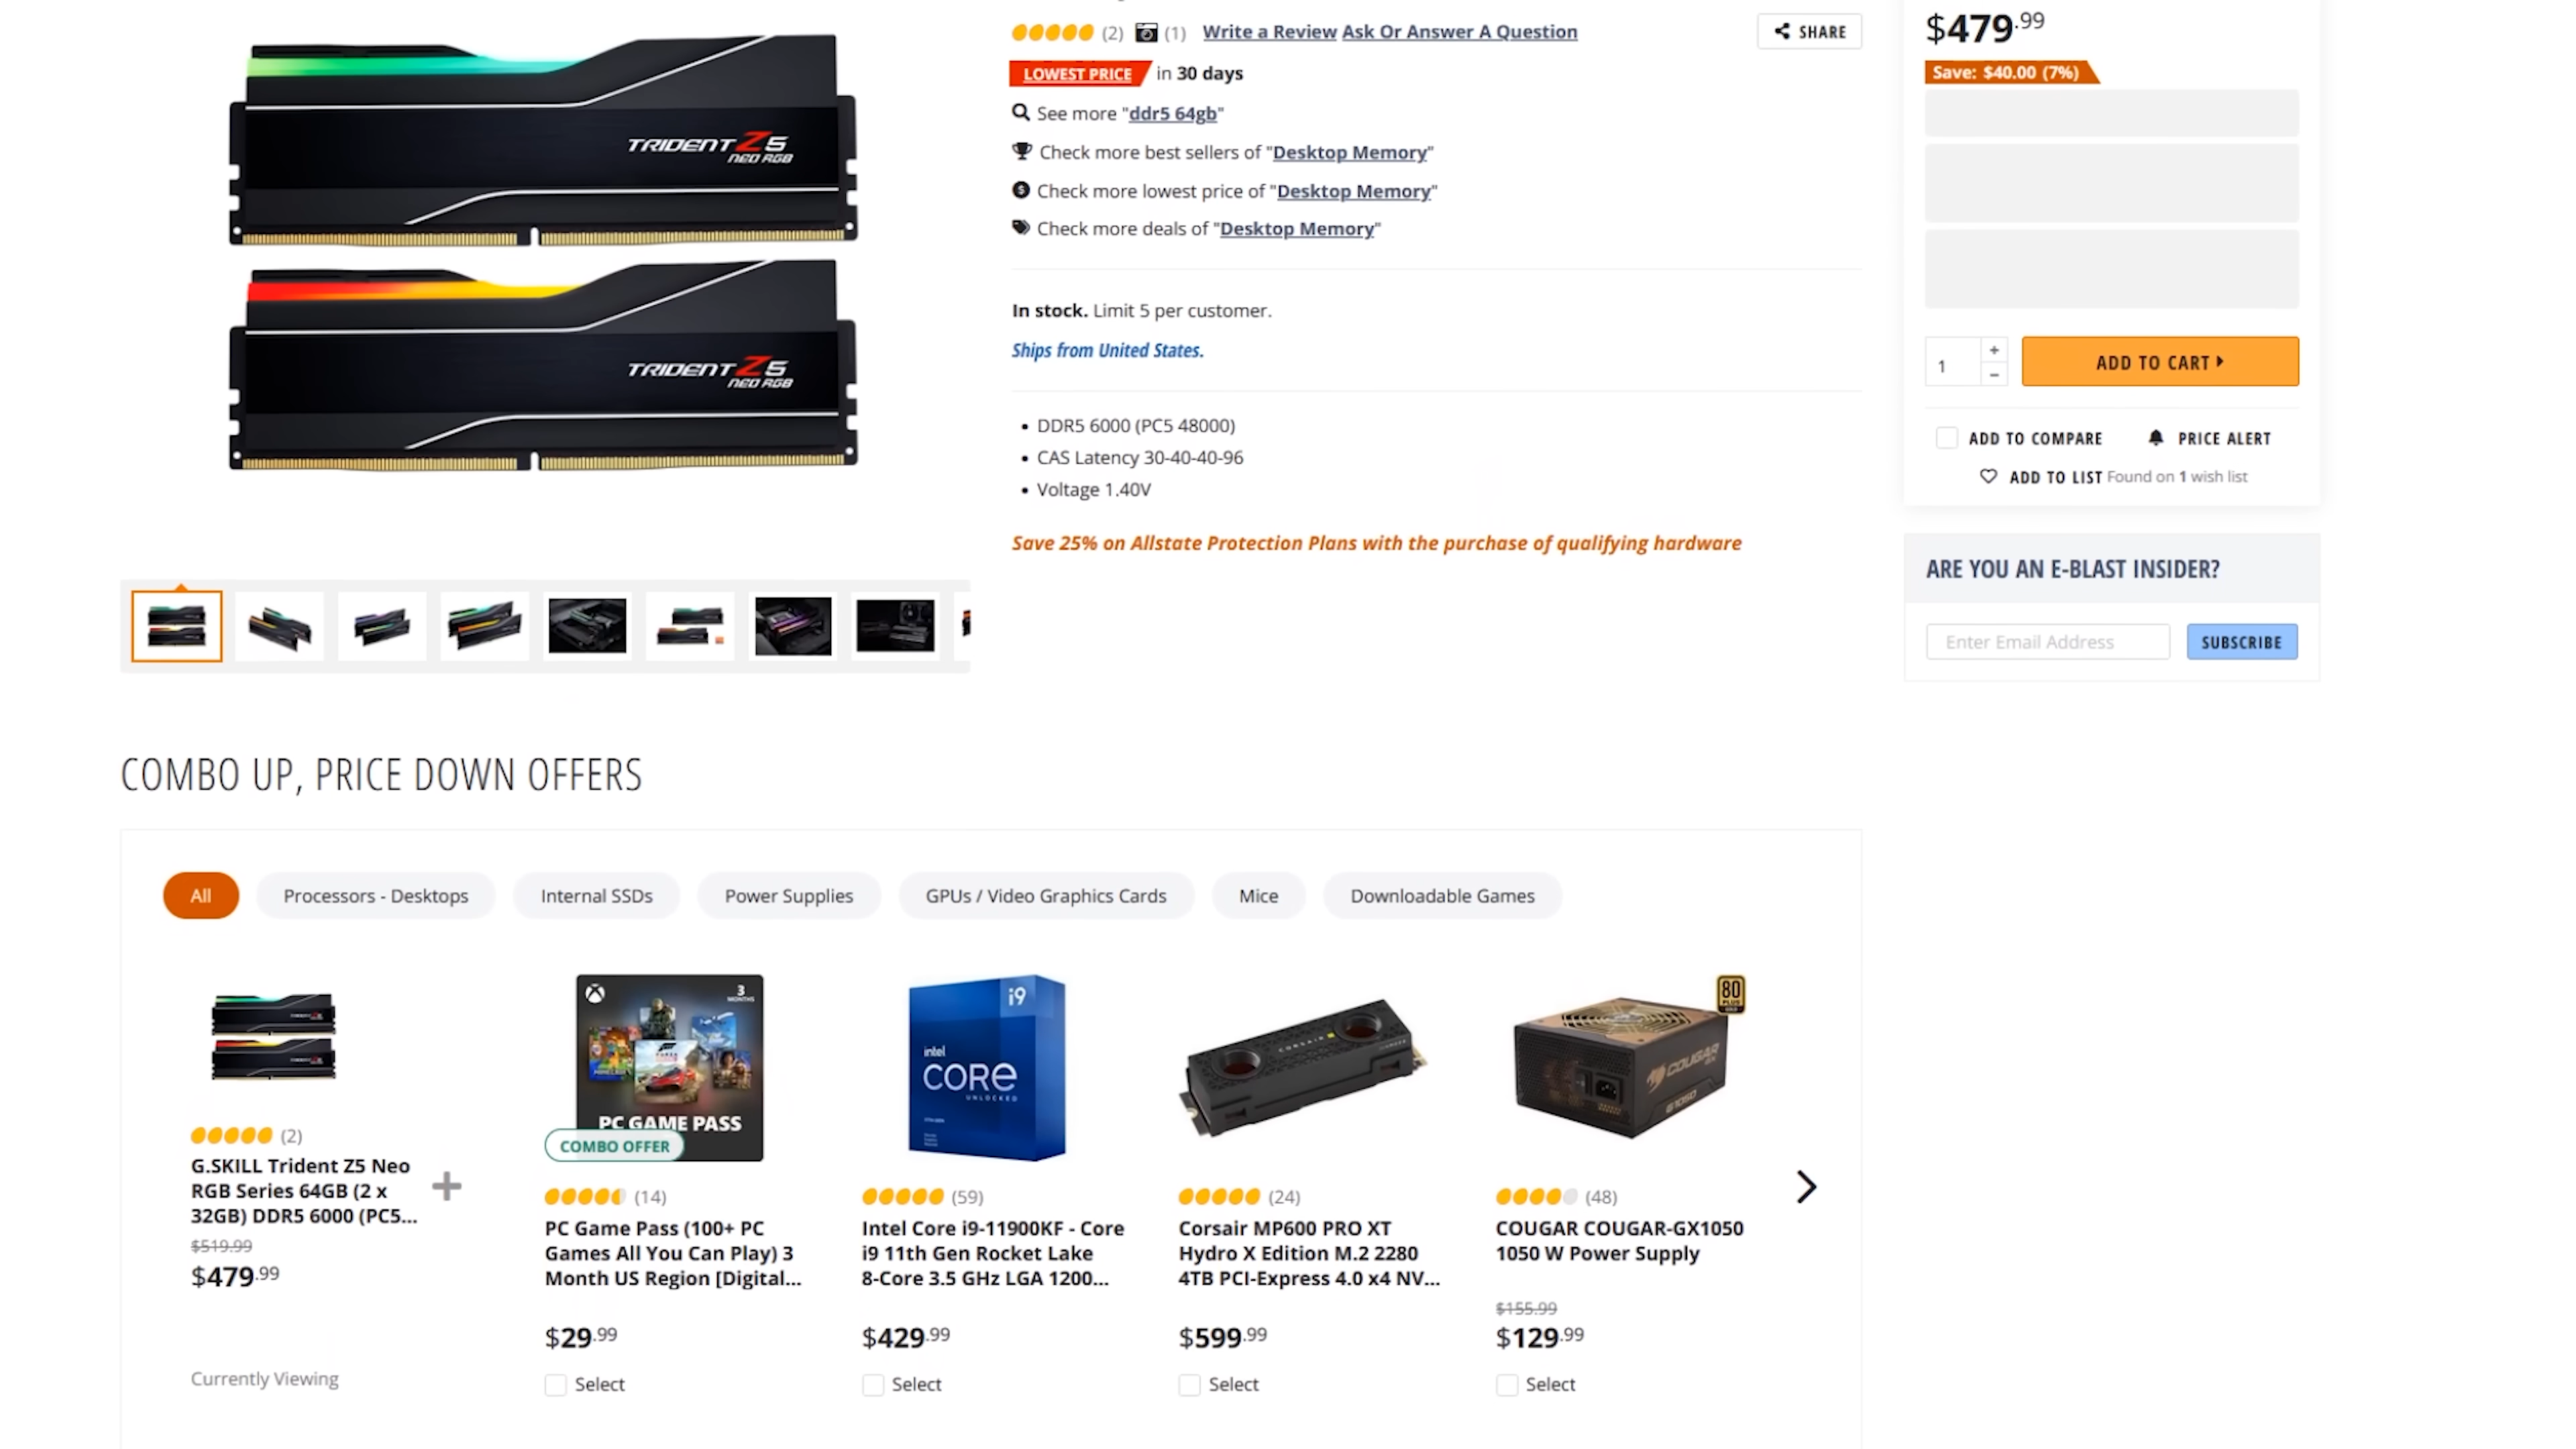 TRIDENT Z5
NEO RGB
TRIDENT Z5
NEO RGB
(2) (1) Write a Review Ask Or Answer A Question
SHARE
LOWEST PRICE in 30 days
See more "ddr5 64gb"
Check more best sellers of "Desktop Memory"
Check more lowest price of "Desktop Memory"
Check more deals of "Desktop Memory"
In stock. Limit 5 per customer.
Ships from United States.
• DDR5 6000 (PC5 48000)
• CAS Latency 30-40-40-96
• Voltage 1.40V
Save 25% on Allstate Protection Plans with the purchase of qualifying hardware
$479.99
Save: $40.00 (7%)
1 + −
ADD TO CART
ADD TO COMPARE PRICE ALERT
ADD TO LIST Found on 1 wish list
ARE YOU AN E-BLAST INSIDER?
Enter Email Address SUBSCRIBE
COMBO UP, PRICE DOWN OFFERS
All Processors - Desktops Internal SSDs Power Supplies GPUs / Video Graphics Cards Mice Downloadable Games
(2)
G.SKILL Trident Z5 Neo
RGB Series 64GB (2 x
32GB) DDR5 6000 (PC5...
$519.99
$479.99
Currently Viewing
3
MONTHS
PC GAME PASS
COMBO OFFER
(14)
PC Game Pass (100+ PC
Games All You Can Play) 3
Month US Region [Digital...
$29.99
Select
i9
intel
CORE
UNLOCKED
(59)
Intel Core i9-11900KF - Core
i9 11th Gen Rocket Lake
8-Core 3.5 GHz LGA 1200...
$429.99
Select
CORSAIR
(24)
Corsair MP600 PRO XT
Hydro X Edition M.2 2280
4TB PCI-Express 4.0 x4 NV...
$599.99
Select
80
PLUS
COUGAR
(48)
COUGAR COUGAR-GX1050
1050 W Power Supply
$155.99
$129.99
Select